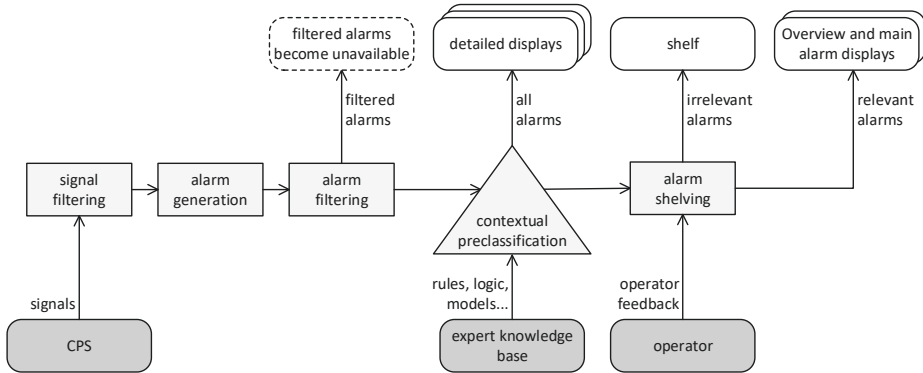 filtered alarms
become unavailable
detailed displays
shelf
Overview and main
alarm displays
filtered
alarms
all
alarms
irrelevant
alarms
relevant
alarms
signal
filtering
alarm
generation
alarm
filtering
contextual
preclassification
alarm
shelving
signals
rules, logic,
models...
operator
feedback
CPS
expert knowledge
base
operator